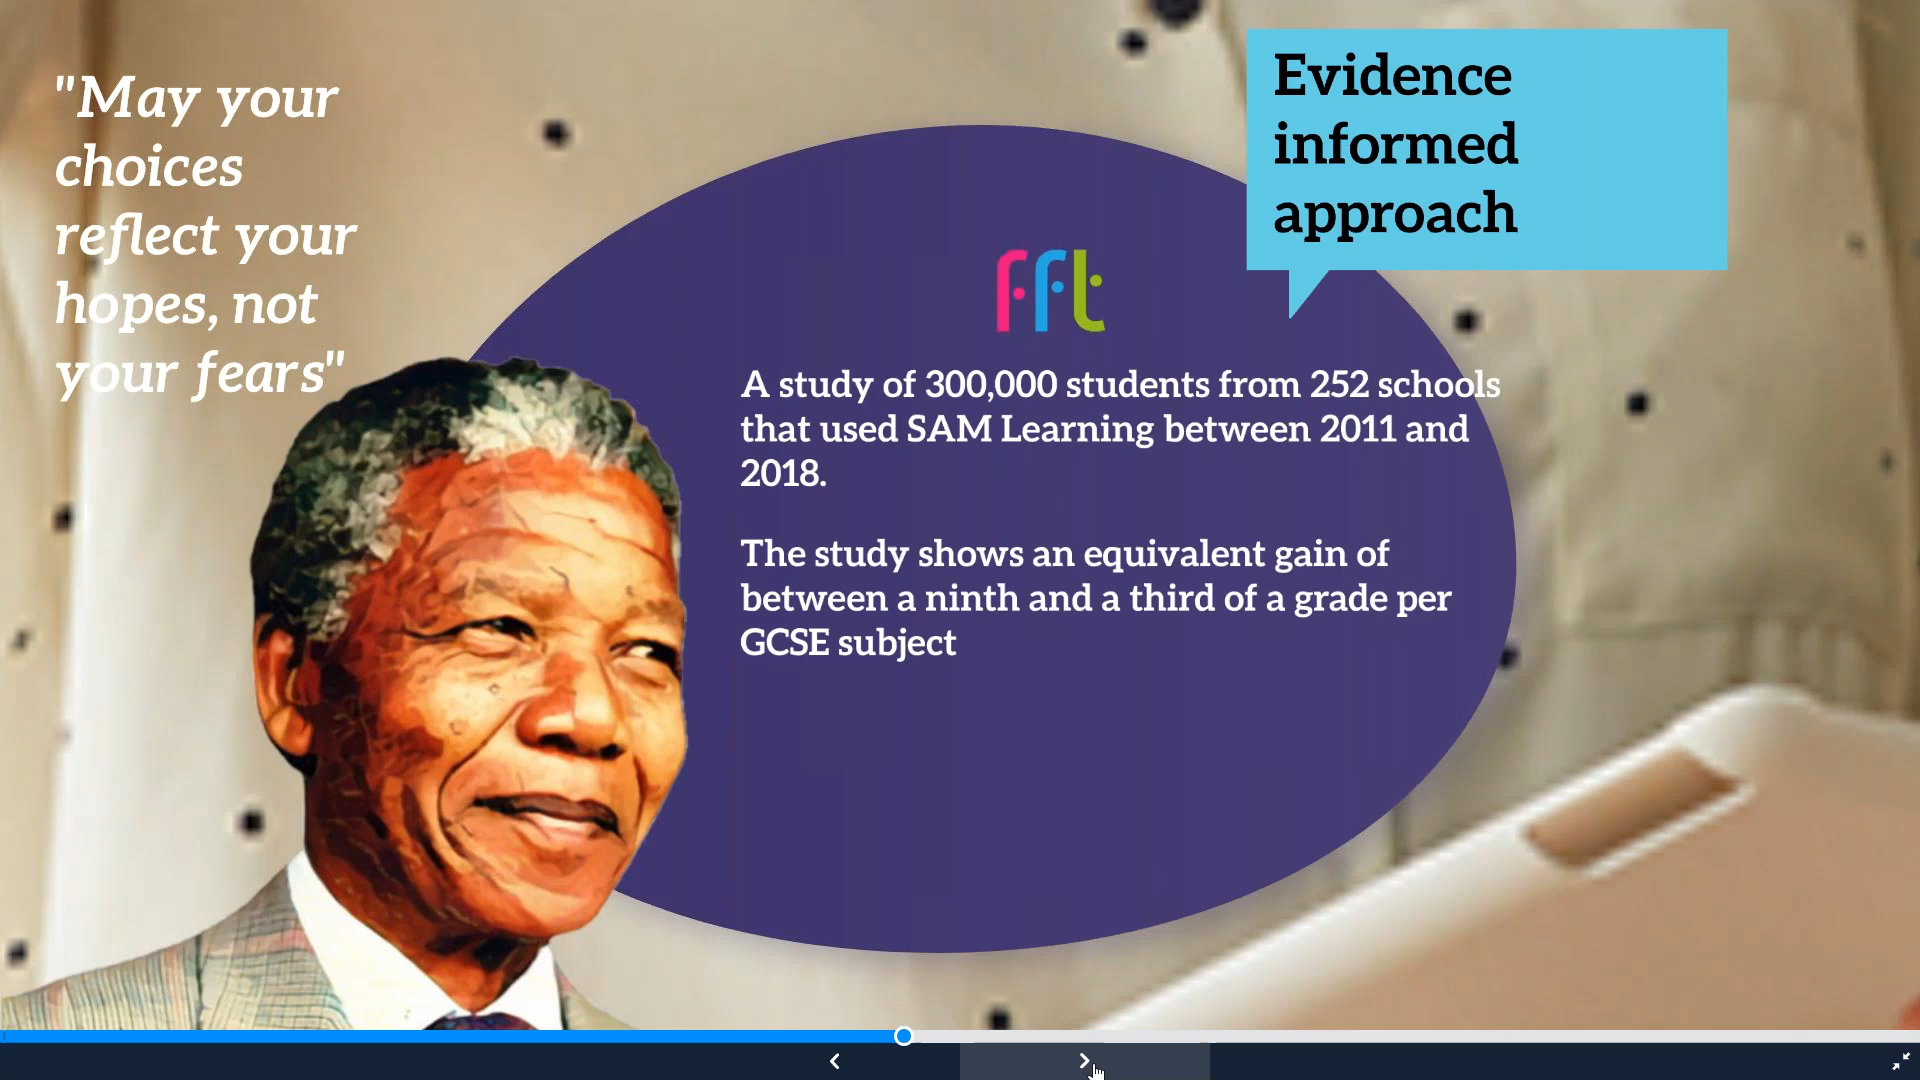 "May your
choices
reflect your
hopes, not
your fears"
Evidence
informed
approach
fft
A study of 300,000 students from 252 schools
that used SAM Learning between 2011 and
2018.
The study shows an equivalent gain of
between a ninth and a third of a grade per
GCSE subject